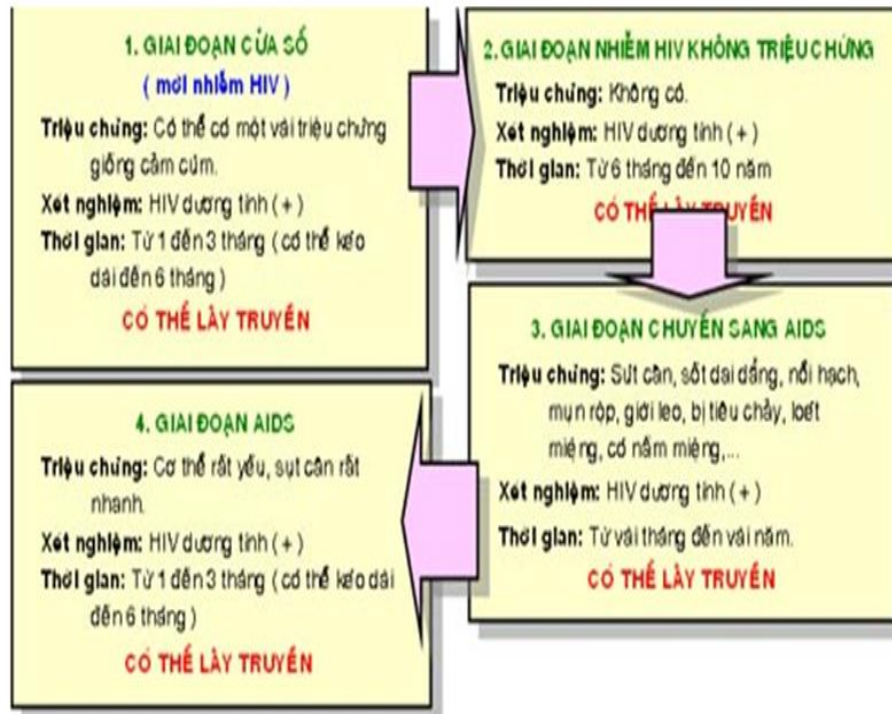 1. GIAI ĐOẠN CỬA SỔ
( mới nhiễm HIV )
Triệu chứng: Có thể có một vài triệu chứng
giống cảm cúm.
Xét nghiệm: HIV dương tính ( + )
Thời gian: Từ 1 đến 3 tháng ( có thể kéo
dài đến 6 tháng )
CÓ THỂ LÂY TRUYỀN
2. GIAI ĐOẠN NHIỄM HIV KHÔNG TRIỆU CHỨNG
Triệu chứng: Không có.
Xét nghiệm: HIV dương tính ( + )
Thời gian: Từ 6 tháng đến 10 năm
CÓ THỂ LÂY TRUYỀN
3. GIAI ĐOẠN CHUYỂN SANG AIDS
Triệu chứng: Sút cân, sốt dai dẳng, nổi hạch,
mụn rộp, giời leo, bị tiêu chảy, loét
miệng, có nấm miệng,...
Xét nghiệm: HIV dương tính ( + )
Thời gian: Từ vài tháng đến vài năm.
CÓ THỂ LÂY TRUYỀN
4. GIAI ĐOẠN AIDS
Triệu chứng: Cơ thể rất yếu, sụt cân rất
nhanh.
Xét nghiệm: HIV dương tính ( + )
Thời gian: Từ 1 đến 3 tháng ( có thể kéo dài
đến 6 tháng )
CÓ THỂ LÂY TRUYỀN